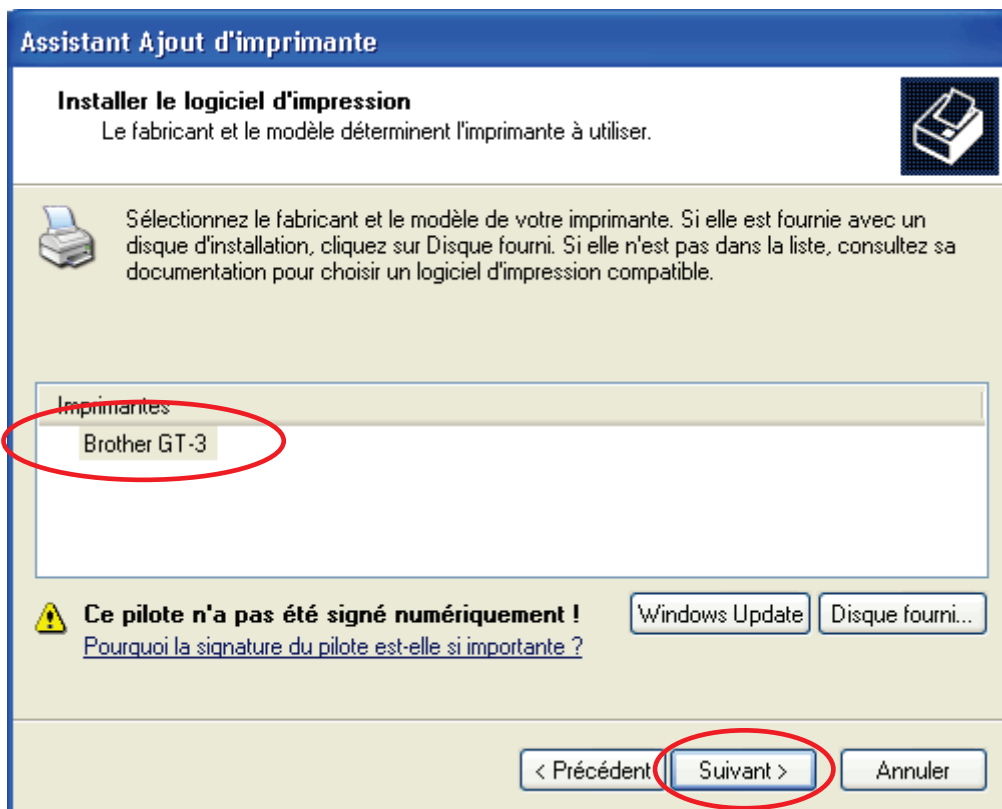 Assistant Ajout d'imprimante
Installer le logiciel d'impression
Le fabricant et le modèle déterminent l'imprimante à utiliser.
Sélectionnez le fabricant et le modèle de votre imprimante. Si elle est fournie avec un
disque d'installation, cliquez sur Disque fourni. Si elle n'est pas dans la liste, consultez sa
documentation pour choisir un logiciel d'impression compatible.
Imprimantes
Brother GT-3
Ce pilote n'a pas été signé numériquement !
Windows Update
Disque fourni...
Pourquoi la signature du pilote est-elle si importante ?
< Précédent
Suivant >
Annuler